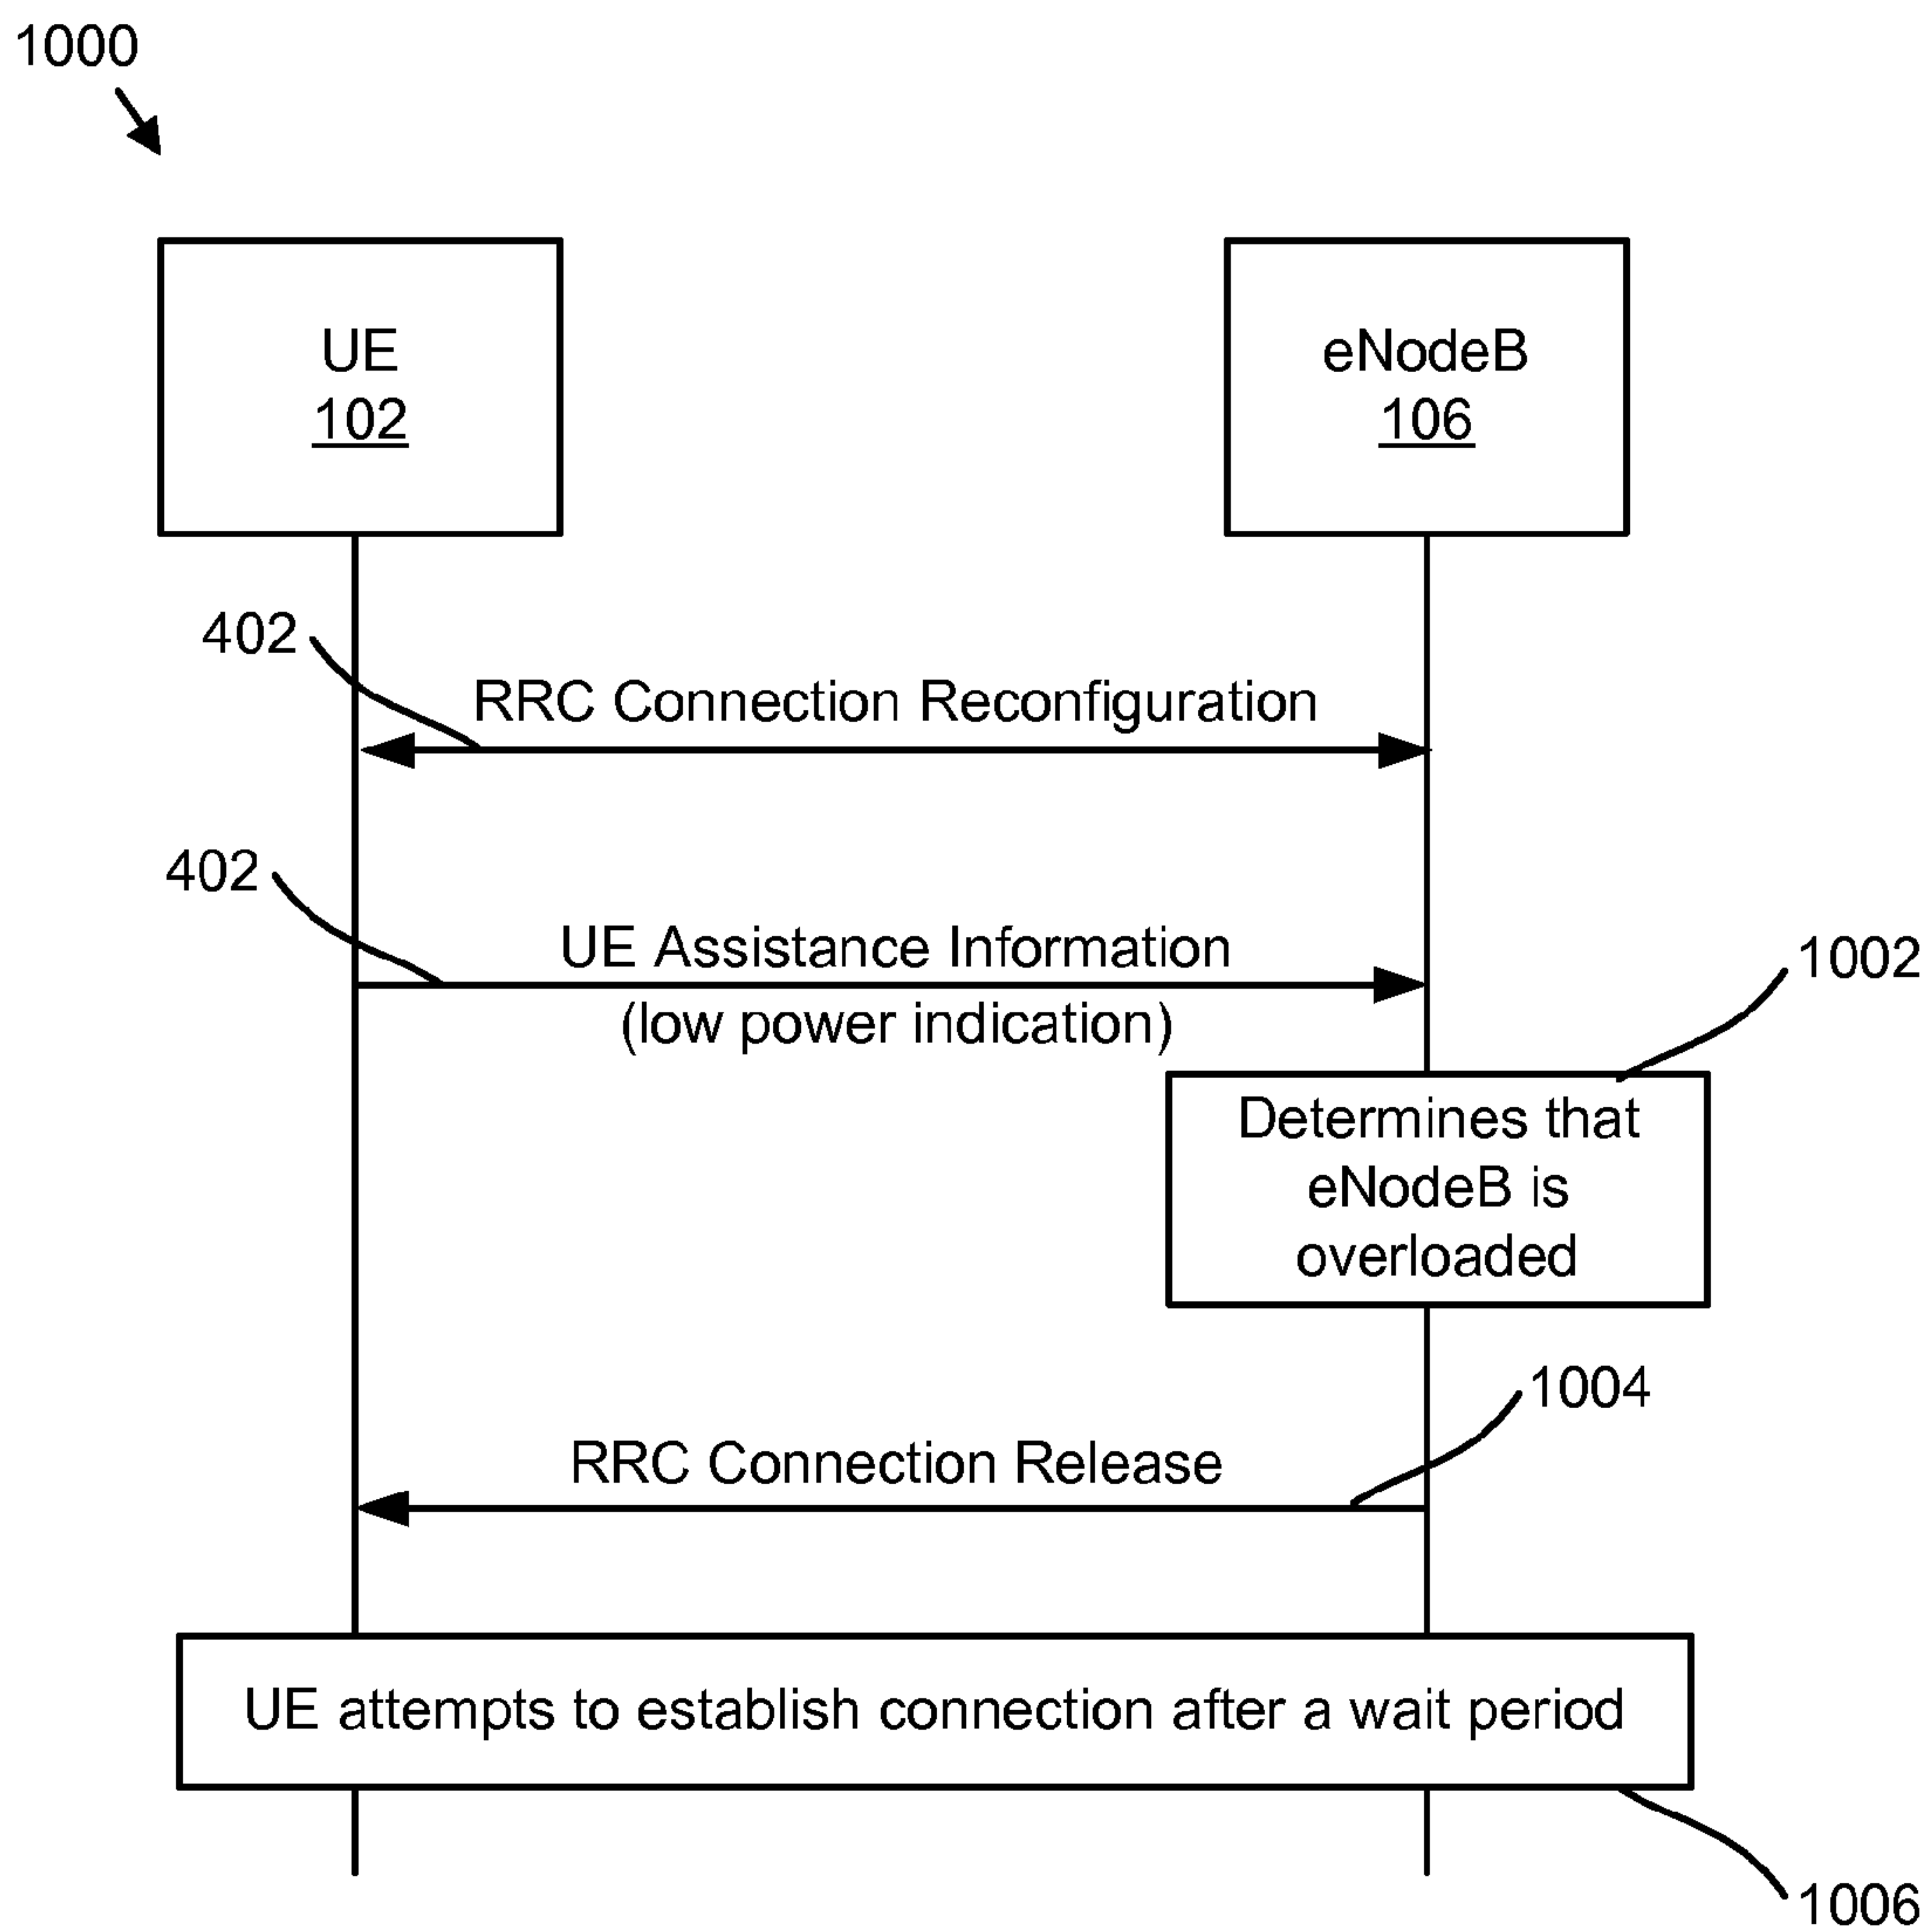 1000
UE
102
eNodeB
106
402
RRC Connection Reconfiguration
402
UE Assistance Information
(low power indication)
1002
Determines that
eNodeB is
overloaded
1004
RRC Connection Release
UE attempts to establish connection after a wait period
1006